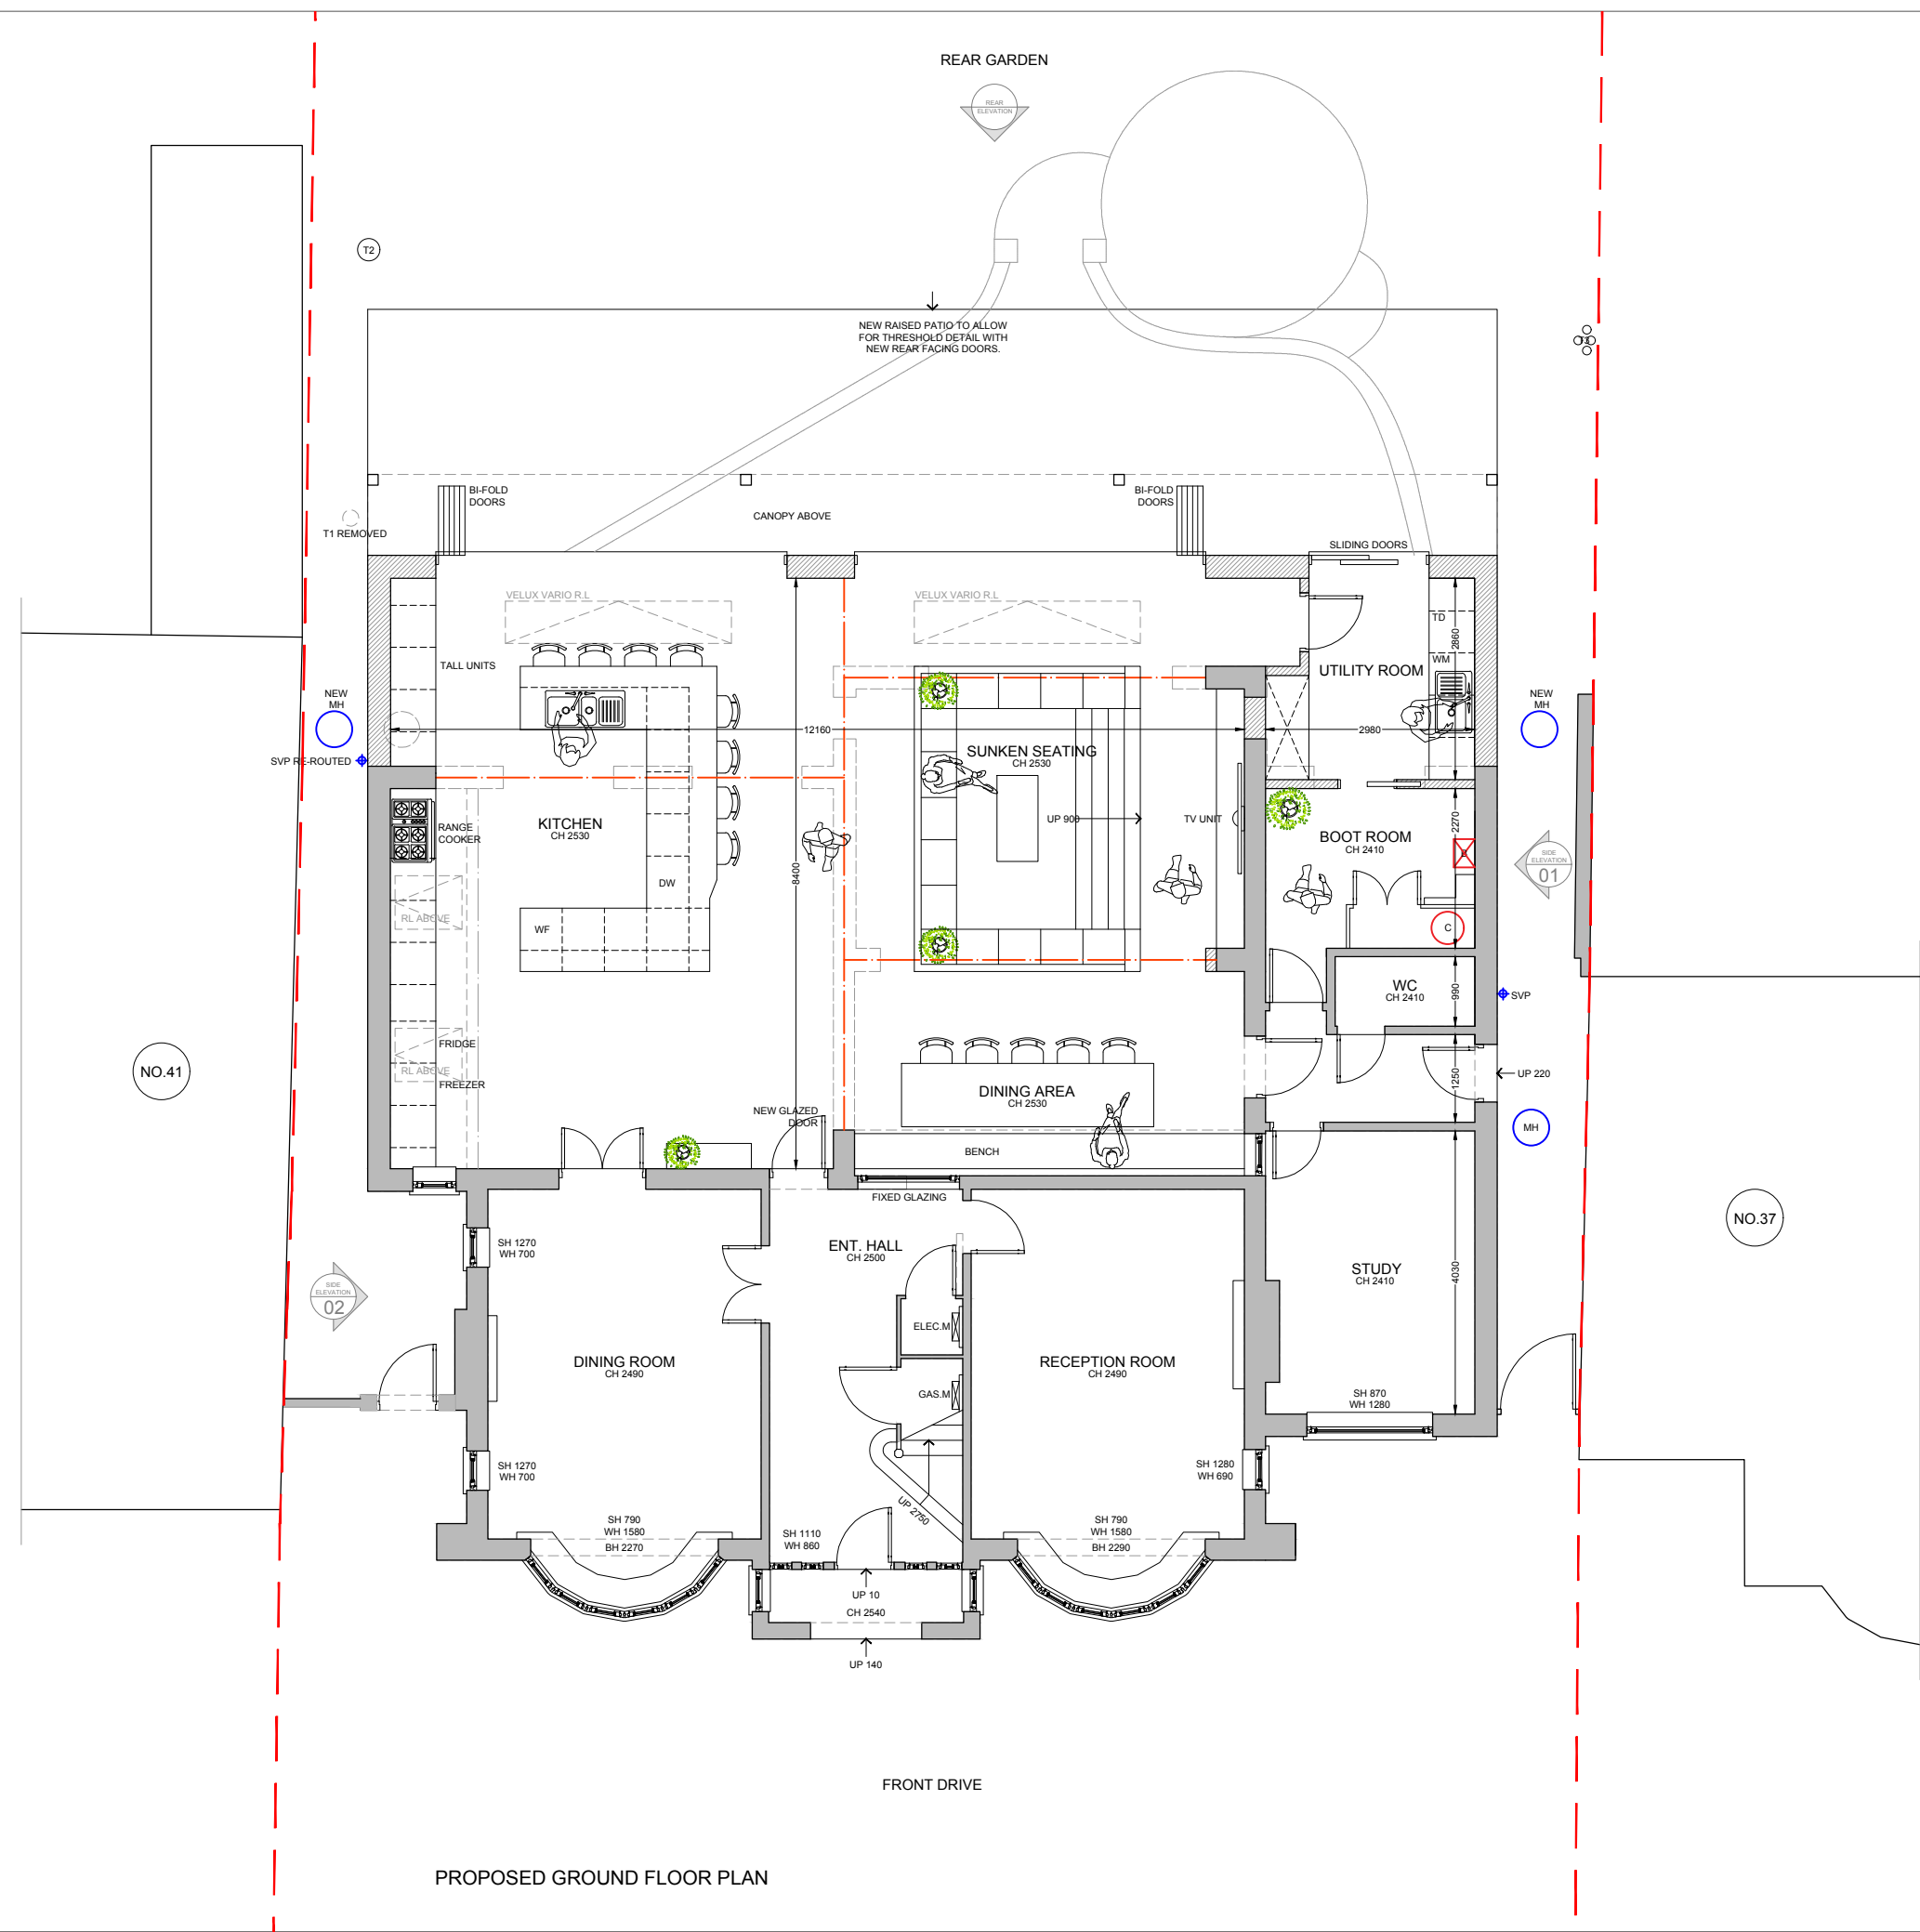 REAR GARDEN
REAR
ELEVATION
T2
NEW RAISED PATIO TO ALLOW
FOR THRESHOLD DETAIL WITH
NEW REAR FACING DOORS.
BI-FOLD
DOORS
BI-FOLD
DOORS
CANOPY ABOVE
T1 REMOVED
SLIDING DOORS
VELUX VARIO R.L
VELUX VARIO R.L
TD
2860
WM
TALL UNITS
UTILITY ROOM
NEW
MH
NEW
MH
12160
2980
SUNKEN SEATING
CH 2530
SVP RE-ROUTED
RANGE
COOKER
KITCHEN
CH 2530
UP 900
TV UNIT
BOOT ROOM
CH 2410
2270
B
SIDE
ELEVATION
01
8400
DW
RL ABOVE
WF
C
WC
CH 2410
990
SVP
FRIDGE
RL ABOVE
FREEZER
NO.41
1250
UP 220
DINING AREA
CH 2530
NEW GLAZED
DOOR
MH
BENCH
FIXED GLAZING
NO.37
SH 1270
WH 700
ENT. HALL
CH 2500
STUDY
CH 2410
4030
SIDE
ELEVATION
02
ELEC.M
DINING ROOM
CH 2490
RECEPTION ROOM
CH 2490
GAS.M
SH 870
WH 1280
SH 1270
WH 700
SH 1280
WH 690
UP 2750
SH 790
WH 1580
BH 2270
SH 1110
WH 860
SH 790
WH 1580
BH 2290
UP 10
CH 2540
UP 140
FRONT DRIVE
PROPOSED GROUND FLOOR PLAN